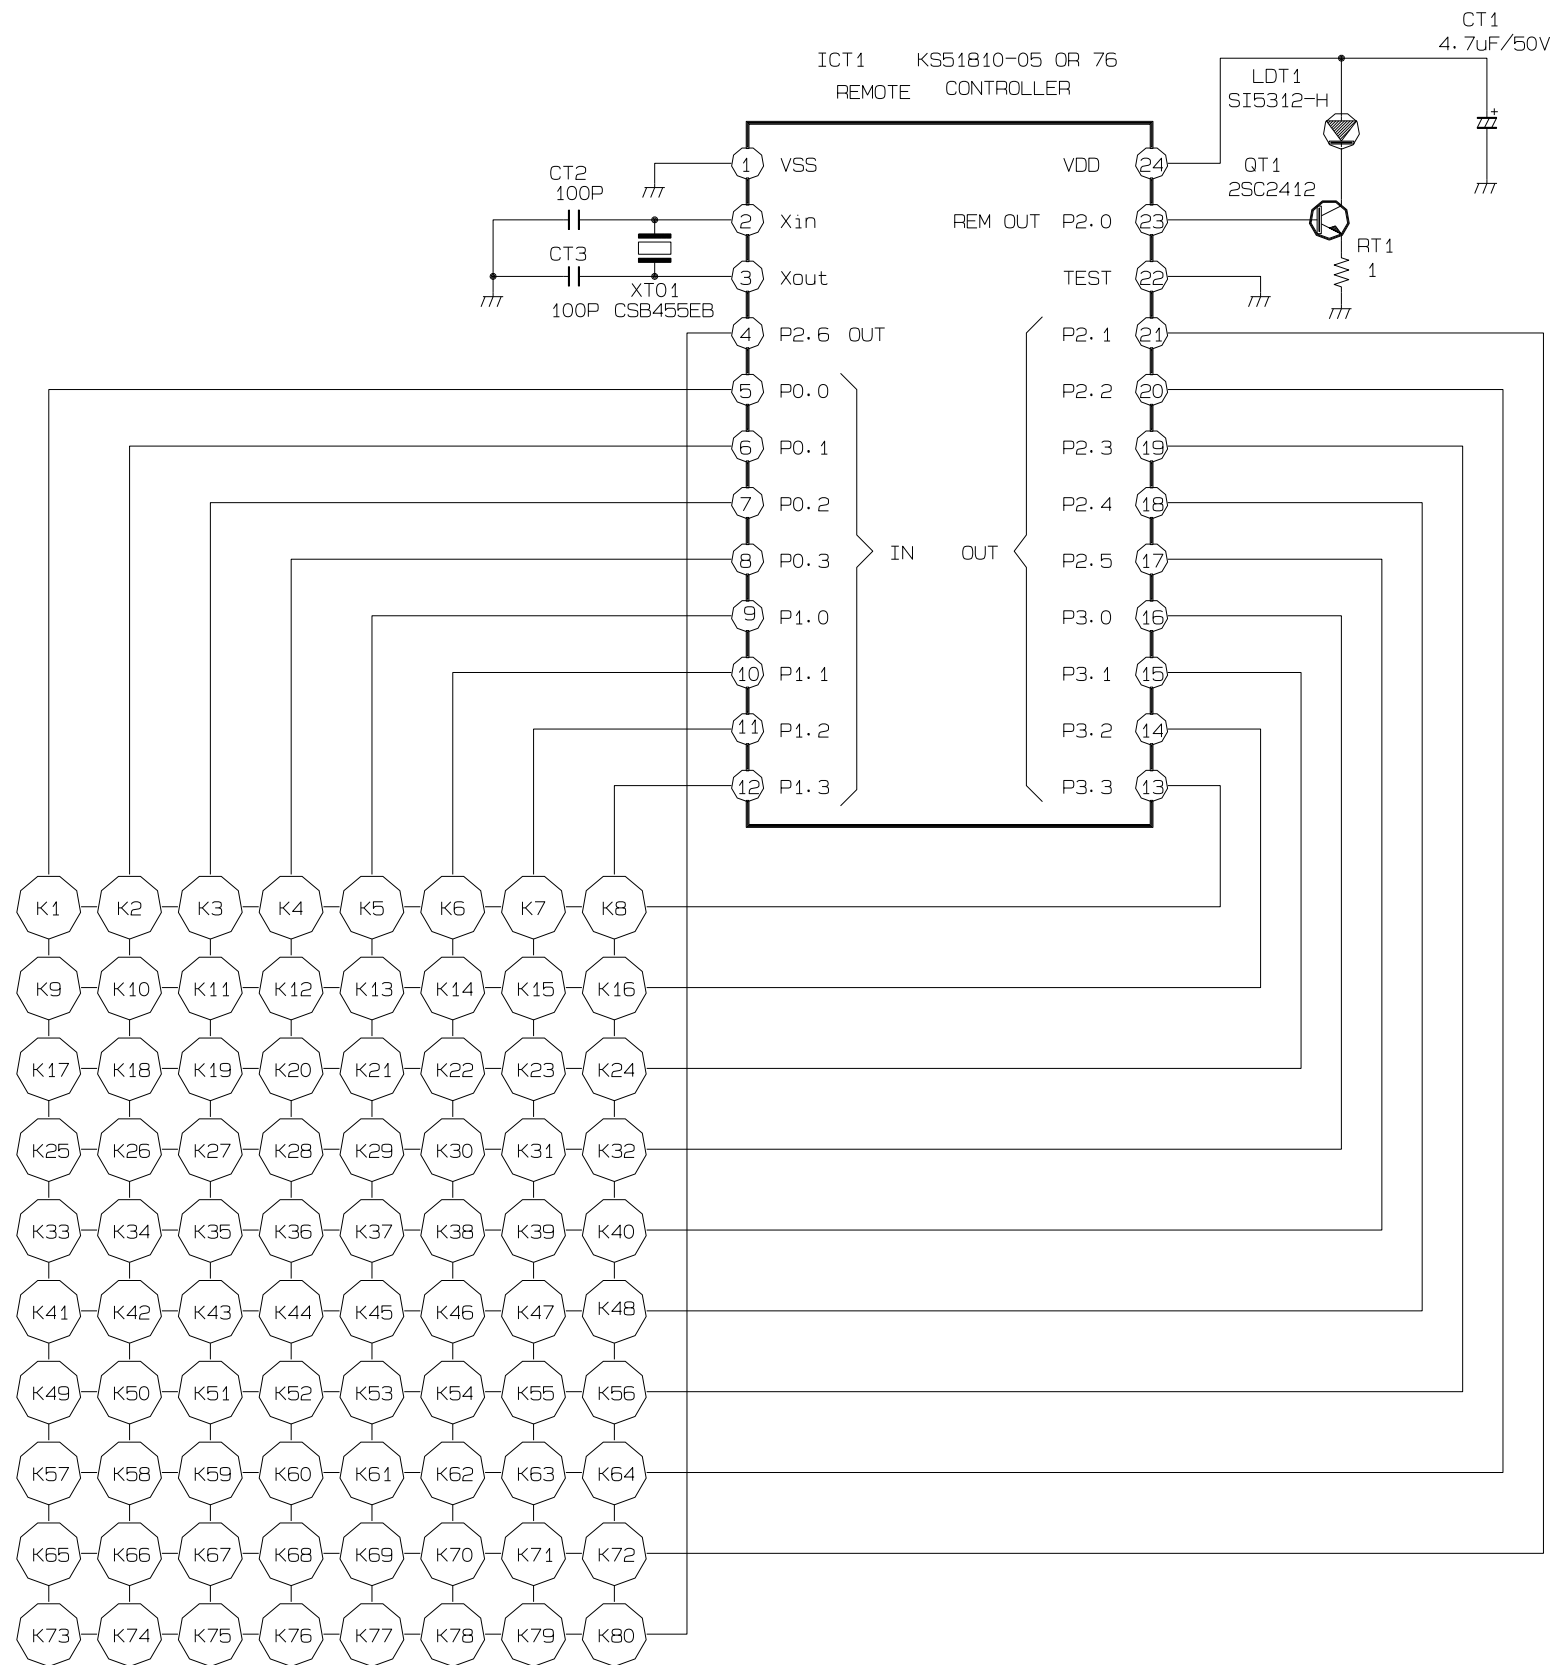 CT1
4.7uF/50V
ICT1 KS51810-05 OR 76
REMOTE CONTROLLER
LDT1
SI5312-H
CT2
100P
1 VSS
VDD 24
QT1
2SC2412
2 Xin
REM OUT P2.0 23
RT1
1
CT3
3 Xout
TEST 22
XT01
100P CSB455EB
4 P2.6 OUT
P2.1 21
5 P0.0
P2.2 20
6 P0.1
P2.3 19
7 P0.2
P2.4 18
8 P0.3
IN OUT
P2.5 17
9 P1.0
P3.0 16
10 P1.1
P3.1 15
11 P1.2
P3.2 14
12 P1.3
P3.3 13
K1 K2 K3 K4 K5 K6 K7 K8
K9 K10 K11 K12 K13 K14 K15 K16
K17 K18 K19 K20 K21 K22 K23 K24
K25 K26 K27 K28 K29 K30 K31 K32
K33 K34 K35 K36 K37 K38 K39 K40
K41 K42 K43 K44 K45 K46 K47 K48
K49 K50 K51 K52 K53 K54 K55 K56
K57 K58 K59 K60 K61 K62 K63 K64
K65 K66 K67 K68 K69 K70 K71 K72
K73 K74 K75 K76 K77 K78 K79 K80